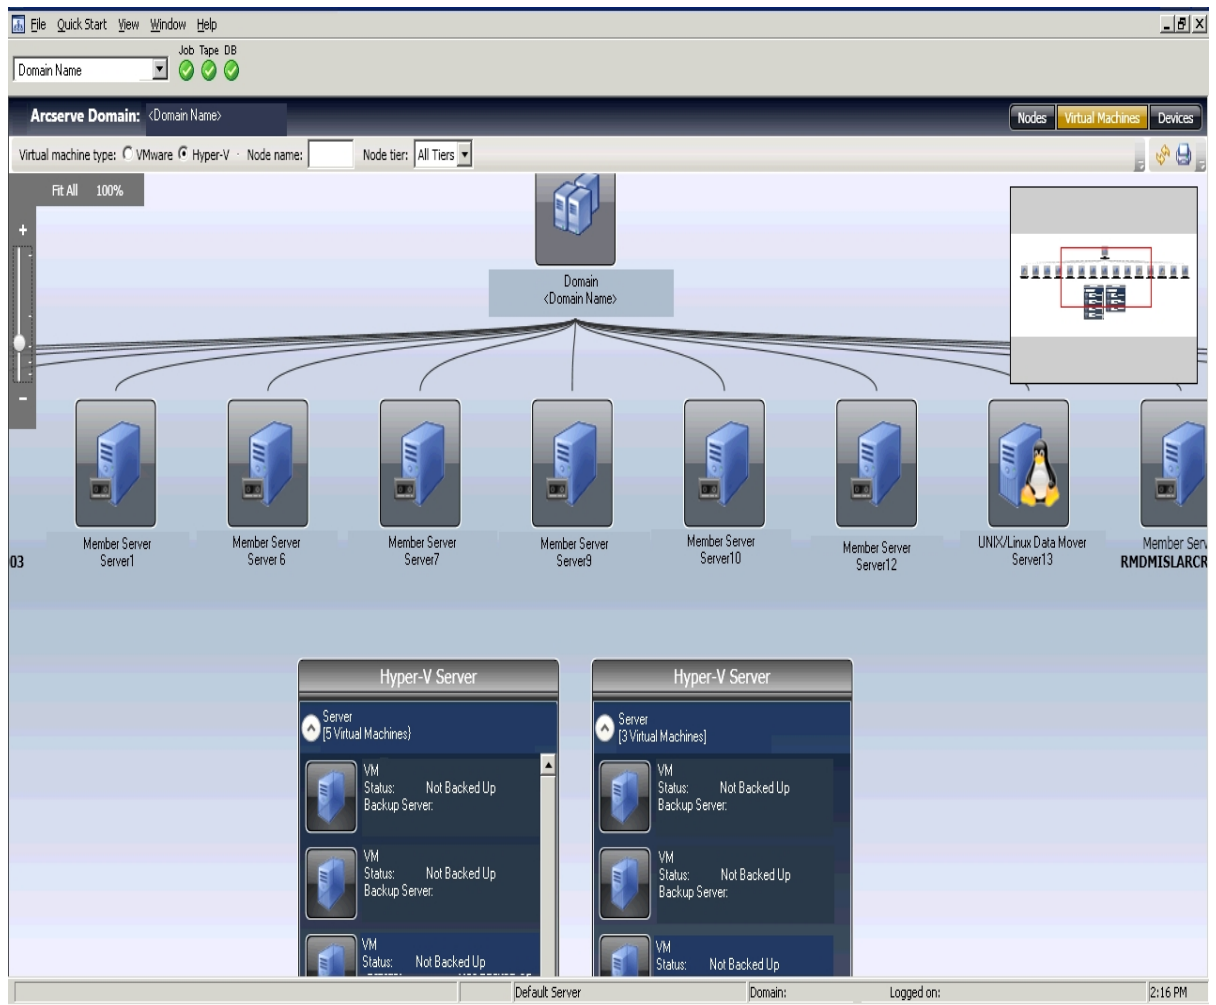 File Quick Start View Window Help
Job Tape DB
Domain Name
Arcserve Domain: <Domain Name>
Nodes Virtual Machines Devices
Virtual machine type: VMware Hyper-V Node name: Node tier: All Tiers
Fit All 100%
+
−
Domain
<Domain Name>
03
Member Server
Server1
Member Server
Server 6
Member Server
Server7
Member Server
Server9
Member Server
Server10
Member Server
Server12
UNIX/Linux Data Mover
Server13
Member Serv
RMDMISLARCR
Hyper-V Server
Server
[5 Virtual Machines}
VM
Status: Not Backed Up
Backup Server:
VM
Status: Not Backed Up
Backup Server:
VM
Status: Not Backed Up
Hyper-V Server
Server
[3 Virtual Machines]
VM
Status: Not Backed Up
Backup Server:
VM
Status: Not Backed Up
Backup Server:
VM
Status: Not Backed Up
Default Server Domain: Logged on: 2:16 PM